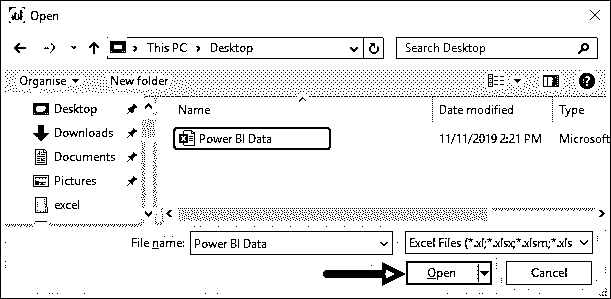 Open
This PC > Desktop
Search Desktop
Organise
New folder
Desktop
Downloads
Documents
Pictures
excel
Name
Date modified
Type
Power BI Data
11/11/2019 2:21 PM
Microsoft
File name:
Power BI Data
Excel Files (*.xl;*.xlsx;*.xlsm;*.xls
Open
Cancel